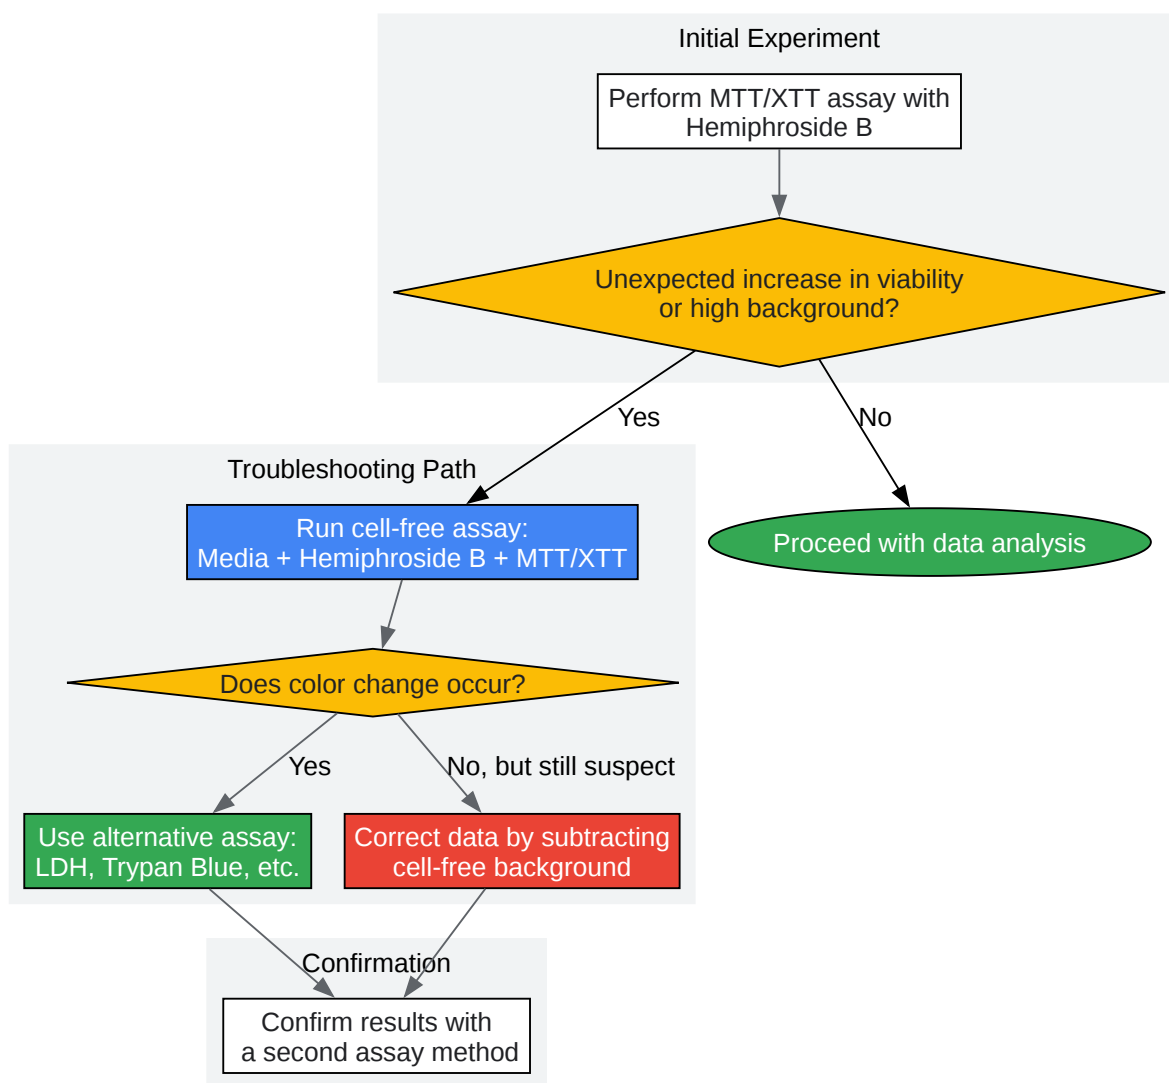 Initial Experiment
Perform MTT/XTT assay with
Hemiphroside B
Unexpected increase in viability
or high background?
Yes
No
Troubleshooting Path
Run cell-free assay:
Media + Hemiphroside B + MTT/XTT
Proceed with data analysis
Does color change occur?
Yes
No, but still suspect
Use alternative assay:
LDH, Trypan Blue, etc.
Correct data by subtracting
cell-free background
Confirmation
Confirm results with
a second assay method